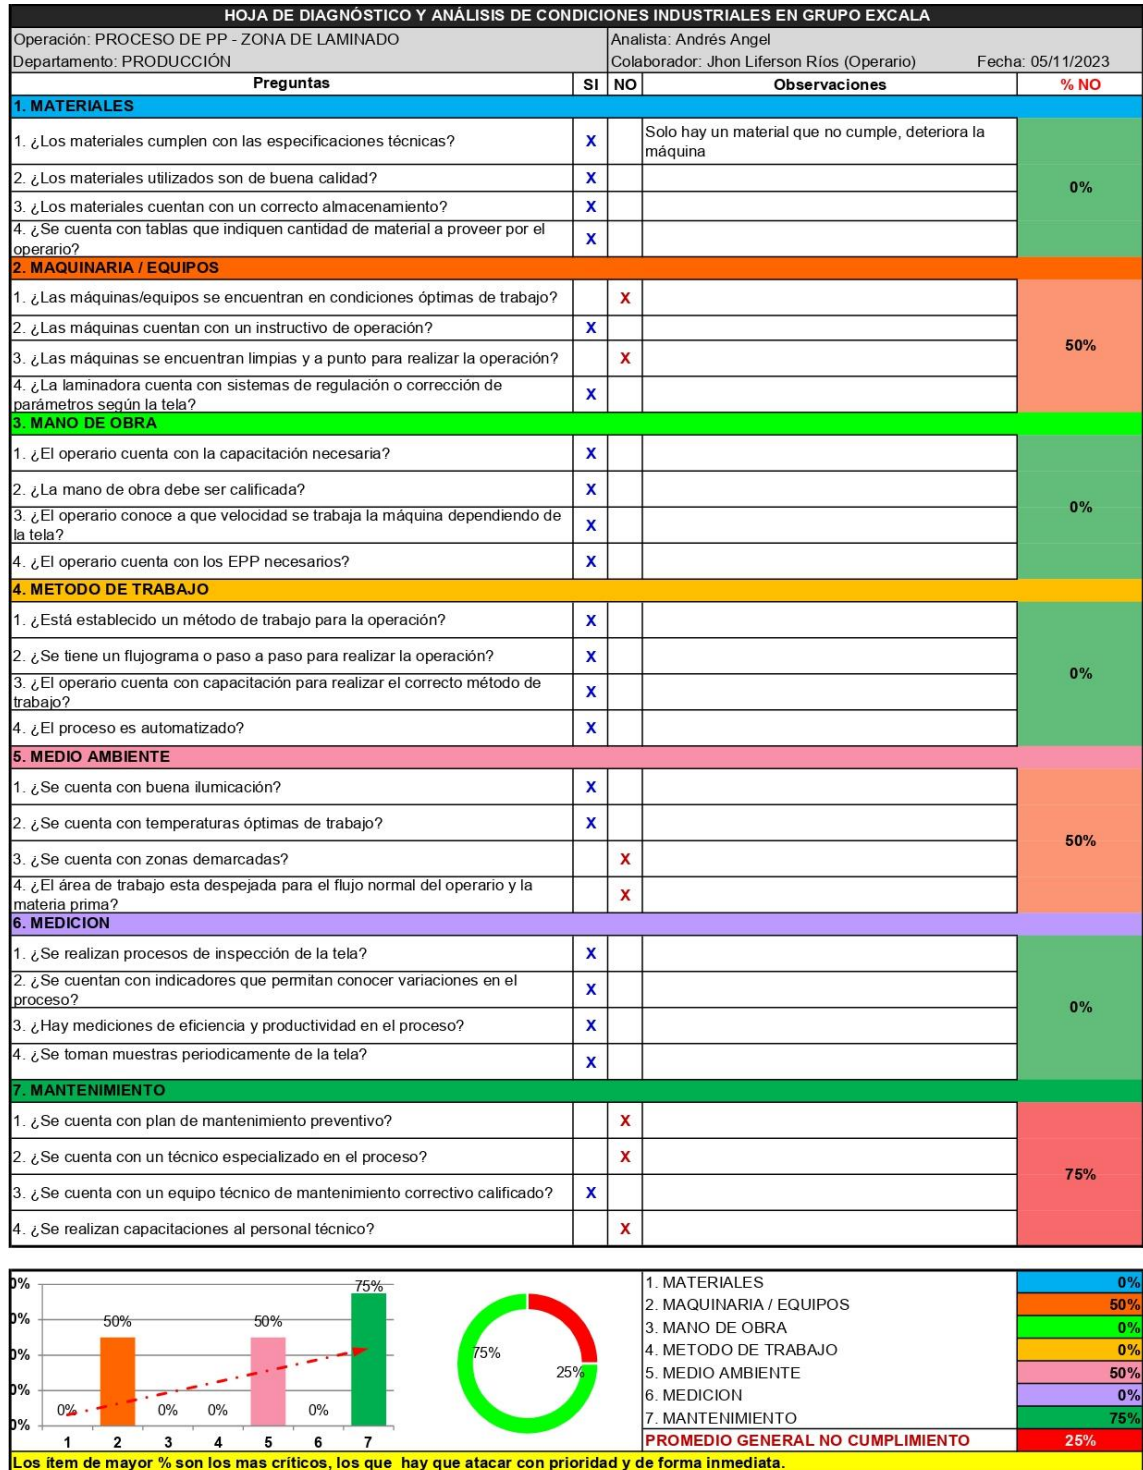 HOJA DE DIAGNÓSTICO Y ANÁLISIS DE CONDICIONES INDUSTRIALES EN GRUPO EXCALA
Operación: PROCESO DE PP - ZONA DE LAMINADO Analista: Andrés Angel
Departamento: PRODUCCIÓN Colaborador: Jhon Liferson Ríos (Operario) Fecha: 05/11/2023
Preguntas SI NO Observaciones % NO
1. MATERIALES
1. ¿Los materiales cumplen con las especificaciones técnicas? X Solo hay un material que no cumple, deteriora la
máquina
2. ¿Los materiales utilizados son de buena calidad? X
0%
3. ¿Los materiales cuentan con un correcto almacenamiento? X
4. ¿Se cuenta con tablas que indiquen cantidad de material a proveer por el
operario? X
2. MAQUINARIA / EQUIPOS
1. ¿Las máquinas/equipos se encuentran en condiciones óptimas de trabajo? X
2. ¿Las máquinas cuentan con un instructivo de operación? X
50%
3. ¿Las máquinas se encuentran limpias y a punto para realizar la operación? X
4. ¿La laminadora cuenta con sistemas de regulación o corrección de
parámetros según la tela? X
3. MANO DE OBRA
1. ¿El operario cuenta con la capacitación necesaria? X
2. ¿La mano de obra debe ser calificada? X
0%
3. ¿El operario conoce a que velocidad se trabaja la máquina dependiendo de
la tela? X
4. ¿El operario cuenta con los EPP necesarios? X
4. METODO DE TRABAJO
1. ¿Está establecido un método de trabajo para la operación? X
2. ¿Se tiene un flujograma o paso a paso para realizar la operación? X
0%
3. ¿El operario cuenta con capacitación para realizar el correcto método de
trabajo? X
4. ¿El proceso es automatizado? X
5. MEDIO AMBIENTE
1. ¿Se cuenta con buena ilumicación? X
2. ¿Se cuenta con temperaturas óptimas de trabajo? X
50%
3. ¿Se cuenta con zonas demarcadas? X
4. ¿El área de trabajo esta despejada para el flujo normal del operario y la
materia prima? X
6. MEDICION
1. ¿Se realizan procesos de inspección de la tela? X
2. ¿Se cuentan con indicadores que permitan conocer variaciones en el
proceso? X
0%
3. ¿Hay mediciones de eficiencia y productividad en el proceso? X
4. ¿Se toman muestras periodicamente de la tela? X
7. MANTENIMIENTO
1. ¿Se cuenta con plan de mantenimiento preventivo? X
2. ¿Se cuenta con un técnico especializado en el proceso? X
75%
3. ¿Se cuenta con un equipo técnico de mantenimiento correctivo calificado? X
4. ¿Se realizan capacitaciones al personal técnico? X
0%
0%
0%
0%
0%
0% 50% 0% 0% 50% 0% 75%
1 2 3 4 5 6 7
75% 25%
1. MATERIALES 0%
2. MAQUINARIA / EQUIPOS 50%
3. MANO DE OBRA 0%
4. METODO DE TRABAJO 0%
5. MEDIO AMBIENTE 50%
6. MEDICION 0%
7. MANTENIMIENTO 75%
PROMEDIO GENERAL NO CUMPLIMIENTO 25%
Los ítem de mayor % son los mas críticos, los que hay que atacar con prioridad y de forma inmediata.